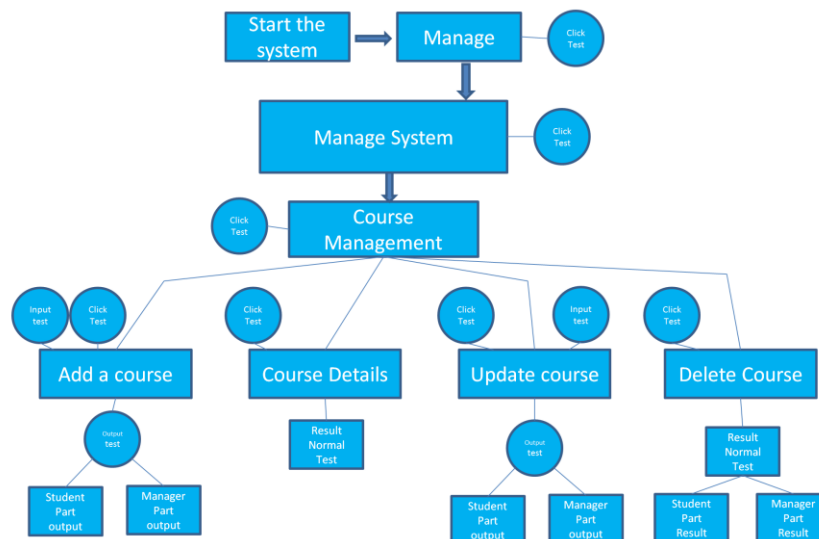 Start the
system
Manage
Click
Test
Manage System
Click
Test
Click
Test
Course
Management
Input
test
Click
Test
Click
Test
Click
Test
Input
test
Click
Test
Add a course
Course Details
Update course
Delete Course
Output
test
Result
Normal
Test
Output
test
Result
Normal
Test
Student
Part
output
Manager
Part
output
Student
Part
output
Manager
Part
output
Student
Part
Result
Manager
Part
Result